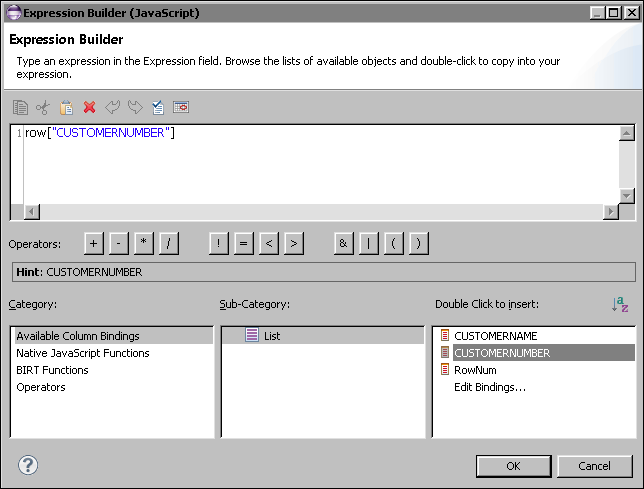 Expression Builder (JavaScript)
Expression Builder
Type an expression in the Expression field. Browse the lists of available objects and double-click to copy into your
expression.
1 row["CUSTOMERNUMBER"]
Operators: + - * / ! = < > & | ( )
Hint: CUSTOMERNUMBER
Category: Sub-Category: Double Click to insert:
Available Column Bindings List CUSTOMERNAME
Native JavaScript Functions CUSTOMERNUMBER
BIRT Functions RowNum
Operators Edit Bindings...
? OK Cancel